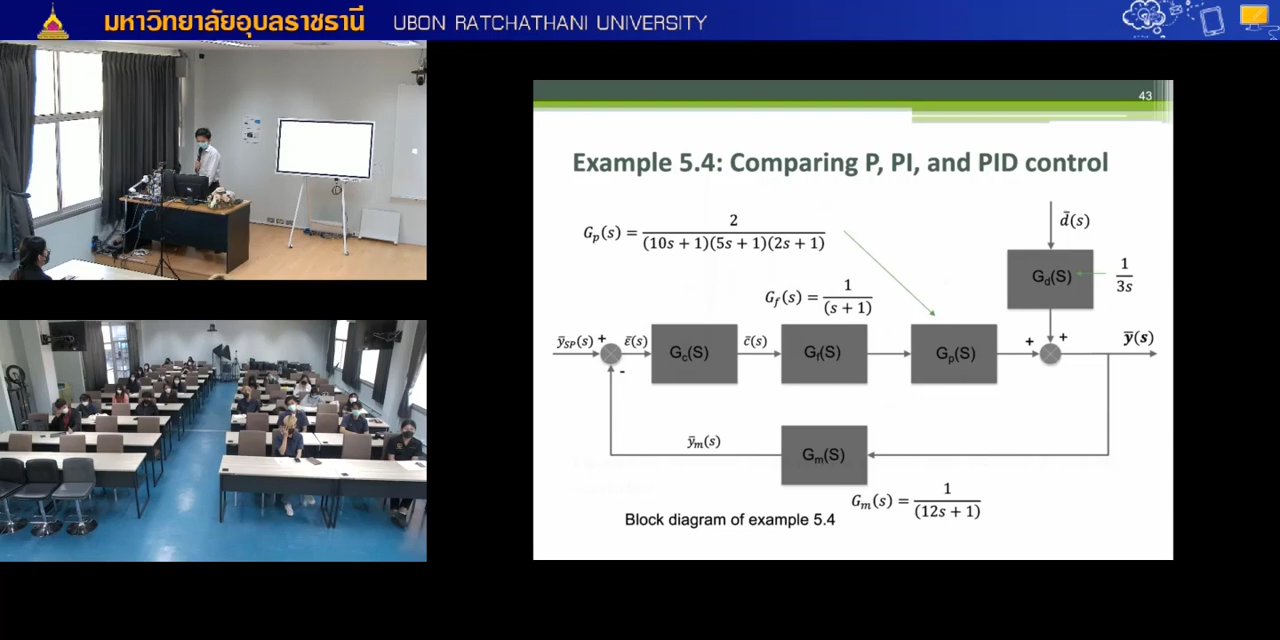 มหาวิทยาลัยอุบลราชธานี UBON RATCHATHANI UNIVERSITY
43
Example 5.4: Comparing P, PI, and PID control
G_p(s) = 2 / (10s + 1)(5s + 1)(2s + 1)
d̄(s)
G_d(S)
1 / 3s
G_f(s) = 1 / (s + 1)
ȳ_SP(s) + ε̄(s) G_c(S) c̄(s) G_f(S) G_p(S) + + ȳ(s)
-
ȳ_m(s) G_m(S)
G_m(s) = 1 / (12s + 1)
Block diagram of example 5.4